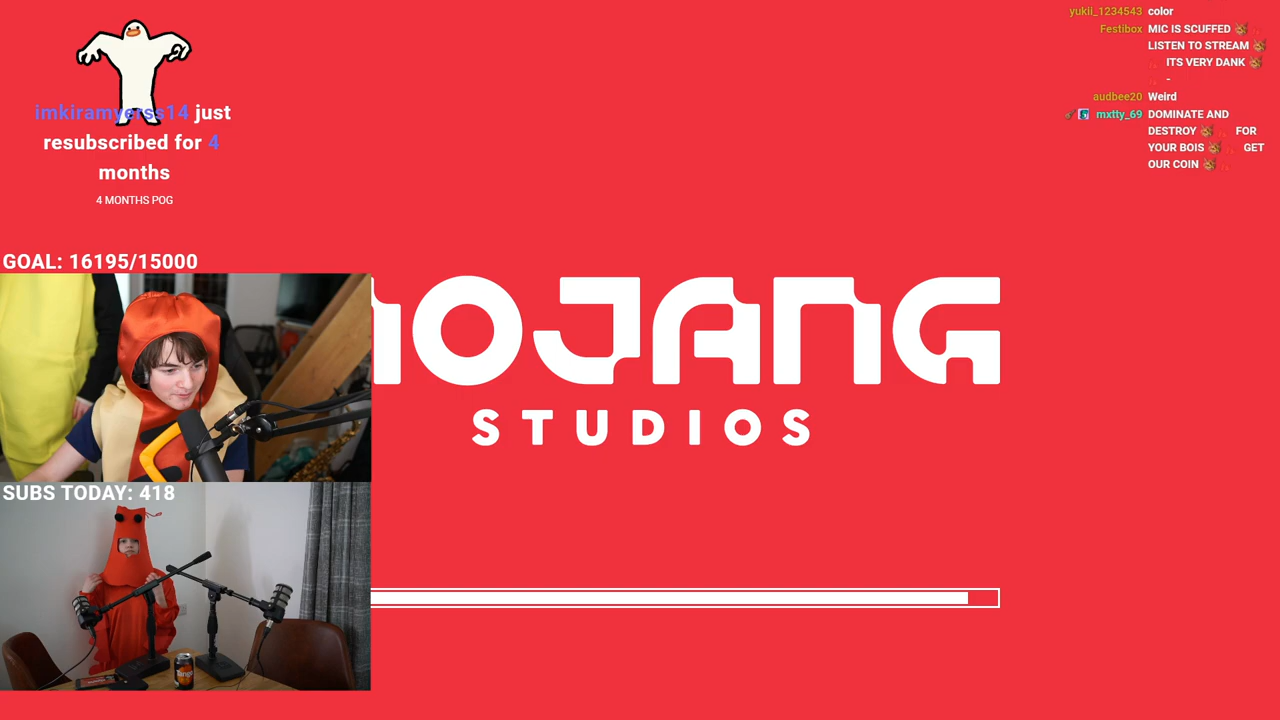 imkiramyerss14 just
resubscribed for 4
months
4 MONTHS POG
GOAL: 16195/15000
SUBS TODAY: 418
Tango
OJANG
STUDIOS
yukii_1234543 color
Festibox MIC IS SCUFFED
LISTEN TO STREAM
ITS VERY DANK
-
audbee20 Weird
mxtty_69 DOMINATE AND
DESTROY FOR
YOUR BOIS GET
OUR COIN